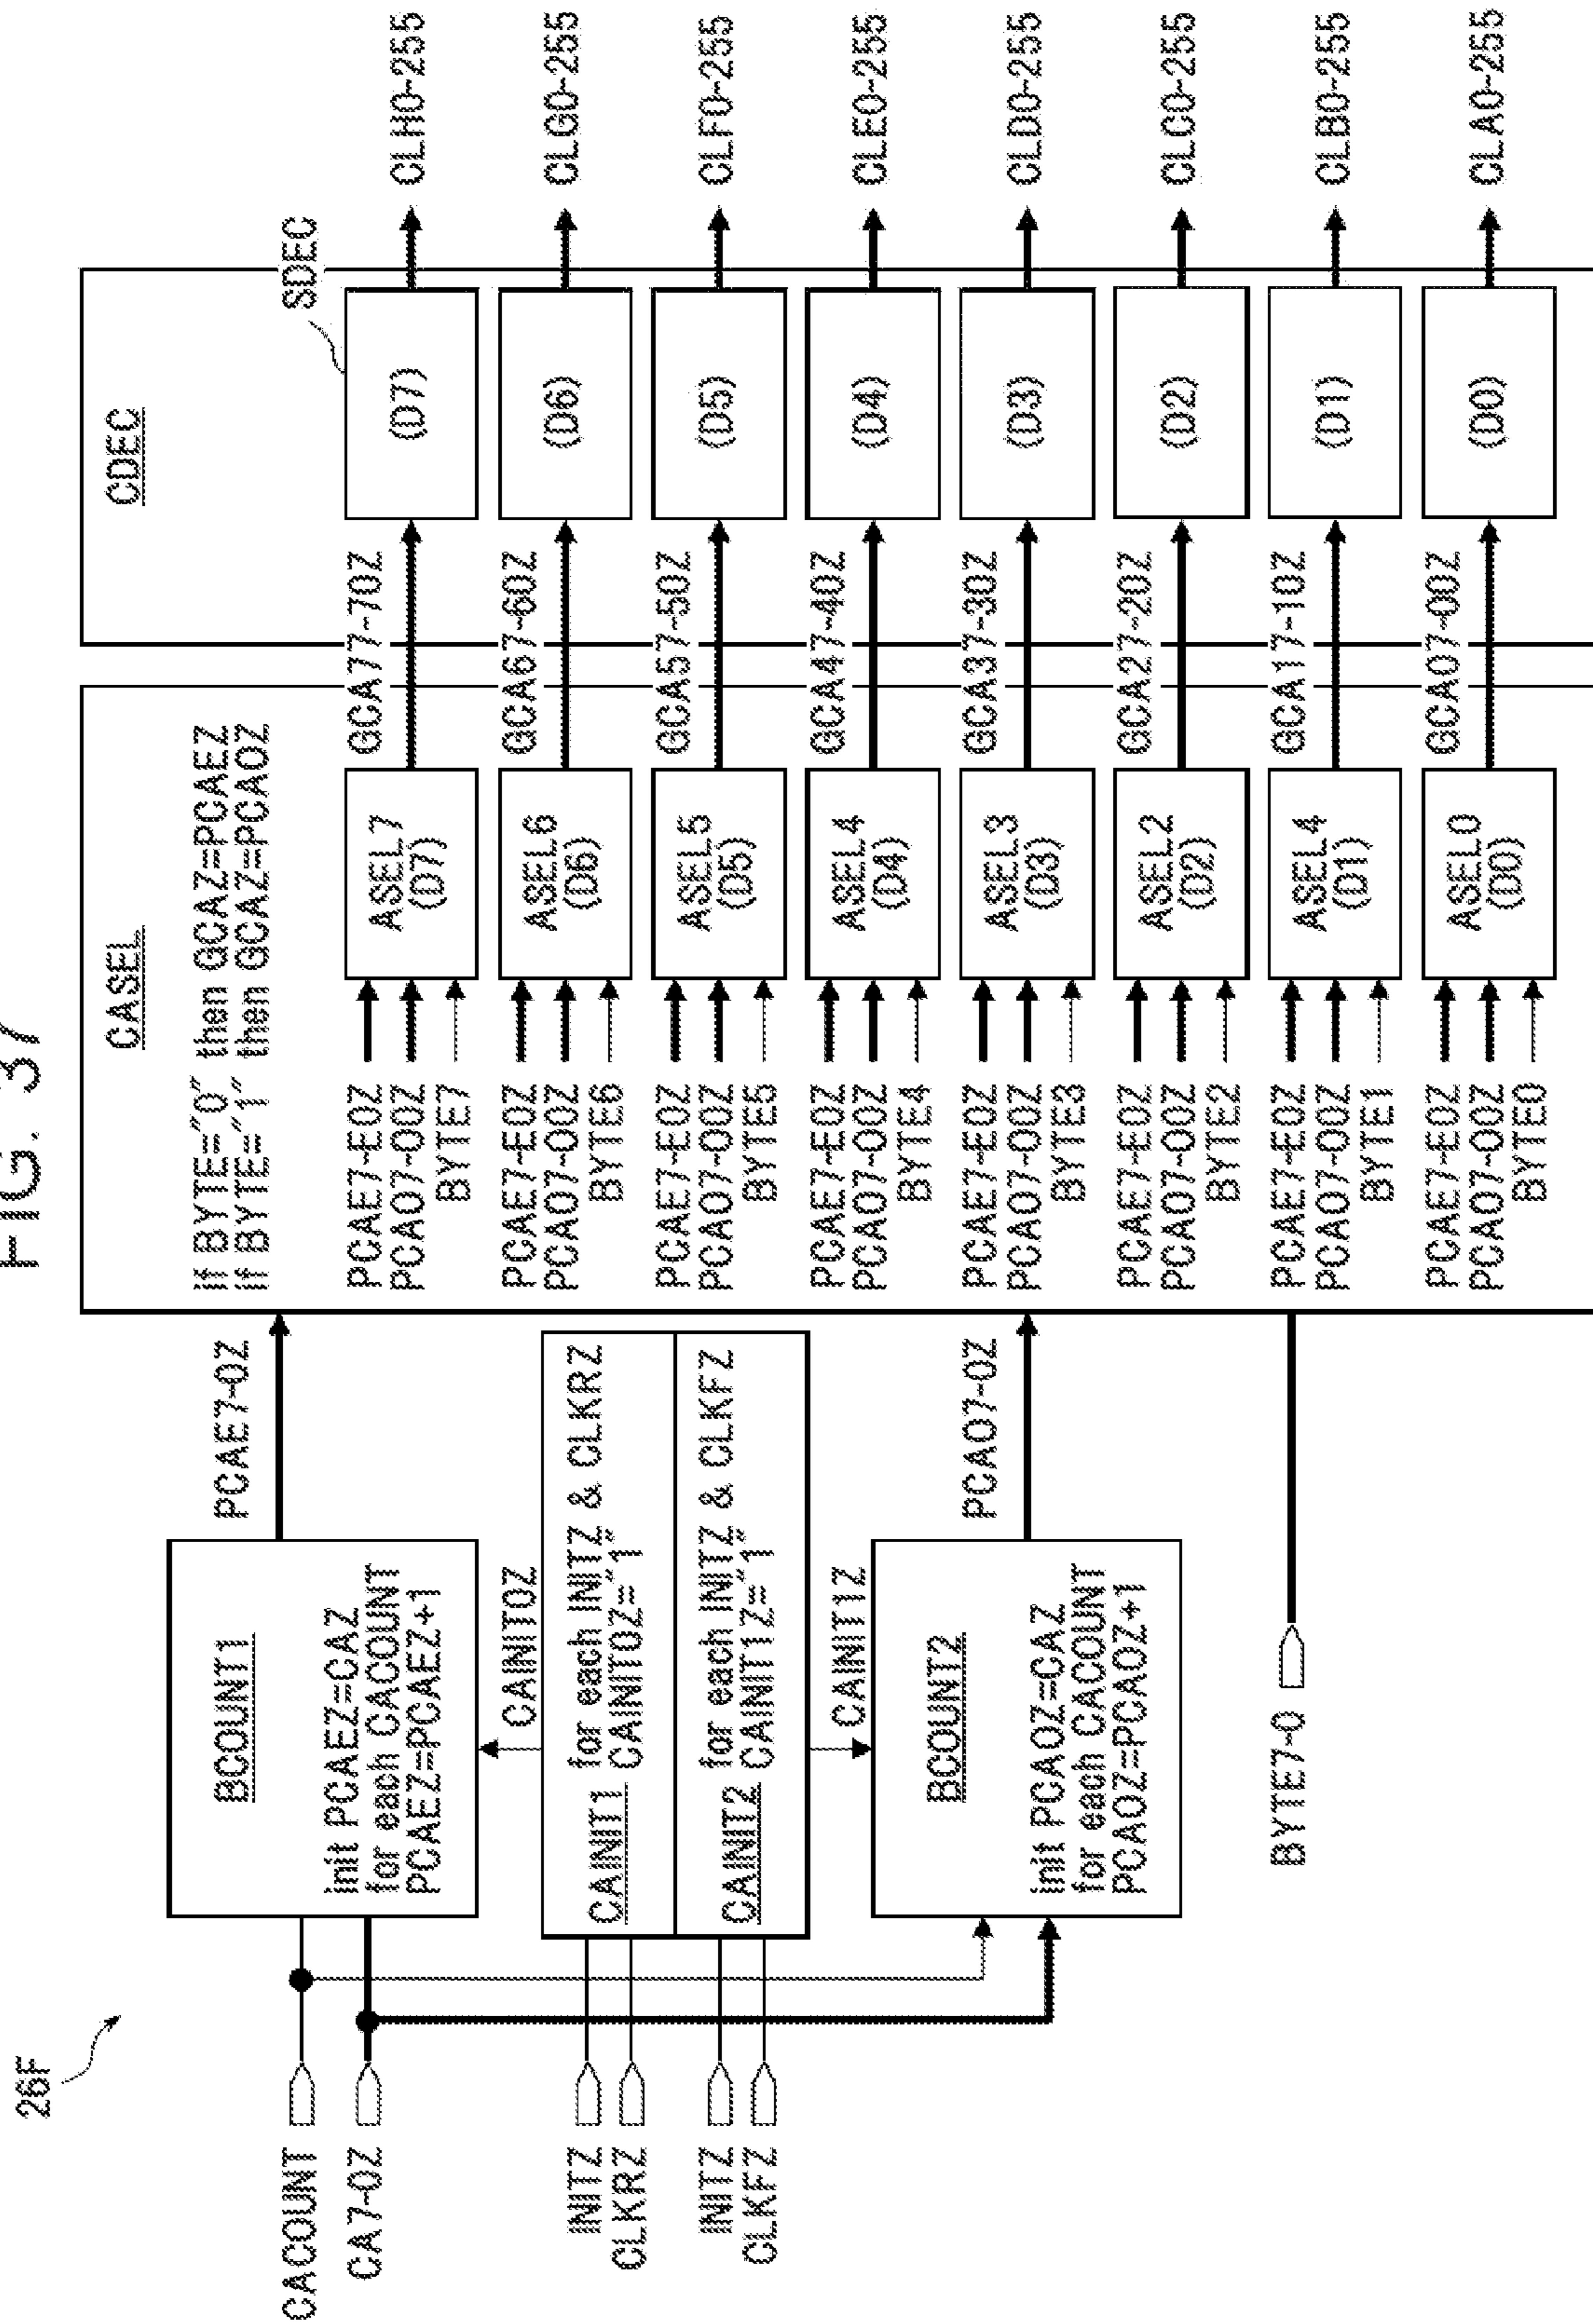 FIG. 37
26F
CACOUNT
CA7-0Z
INITZ
CLKRZ
INITZ
CLKFZ
BCOUNT1
init PCAEZ=CAZ
for each CACOUNT
PCAEZ=PCAEZ+1
CAINIT0Z
CAINIT1
for each INITZ & CLKRZ
CAINIT0Z="1"
CAINIT2
for each INITZ & CLKFZ
CAINIT1Z="1"
CAINIT1Z
BCOUNT2
init PCAOZ=CAZ
for each CACOUNT
PCAOZ=PCAOZ+1
BYTE7-0
PCAE7-0Z
PCAO7-0Z
CASEL
if BYTE="0" then GCAZ=PCAEZ
if BYTE="1" then GCAZ=PCAOZ
PCAE7-E0Z
PCAO7-O0Z
BYTE7
ASEL7
(D7)
GCA77-70Z
PCAE7-E0Z
PCAO7-O0Z
BYTE6
ASEL6
(D6)
GCA67-60Z
PCAE7-E0Z
PCAO7-O0Z
BYTE5
ASEL5
(D5)
GCA57-50Z
PCAE7-E0Z
PCAO7-O0Z
BYTE4
ASEL4
(D4)
GCA47-40Z
PCAE7-E0Z
PCAO7-O0Z
BYTE3
ASEL3
(D3)
GCA37-30Z
PCAE7-E0Z
PCAO7-O0Z
BYTE2
ASEL2
(D2)
GCA27-20Z
PCAE7-E0Z
PCAO7-O0Z
BYTE1
ASEL4
(D1)
GCA17-10Z
PCAE7-E0Z
PCAO7-O0Z
BYTE0
ASEL0
(D0)
GCA07-00Z
CDEC
SDEC
(D7)
CLH0-255
(D6)
CLG0-255
(D5)
CLF0-255
(D4)
CLE0-255
(D3)
CLD0-255
(D2)
CLC0-255
(D1)
CLB0-255
(D0)
CLA0-255